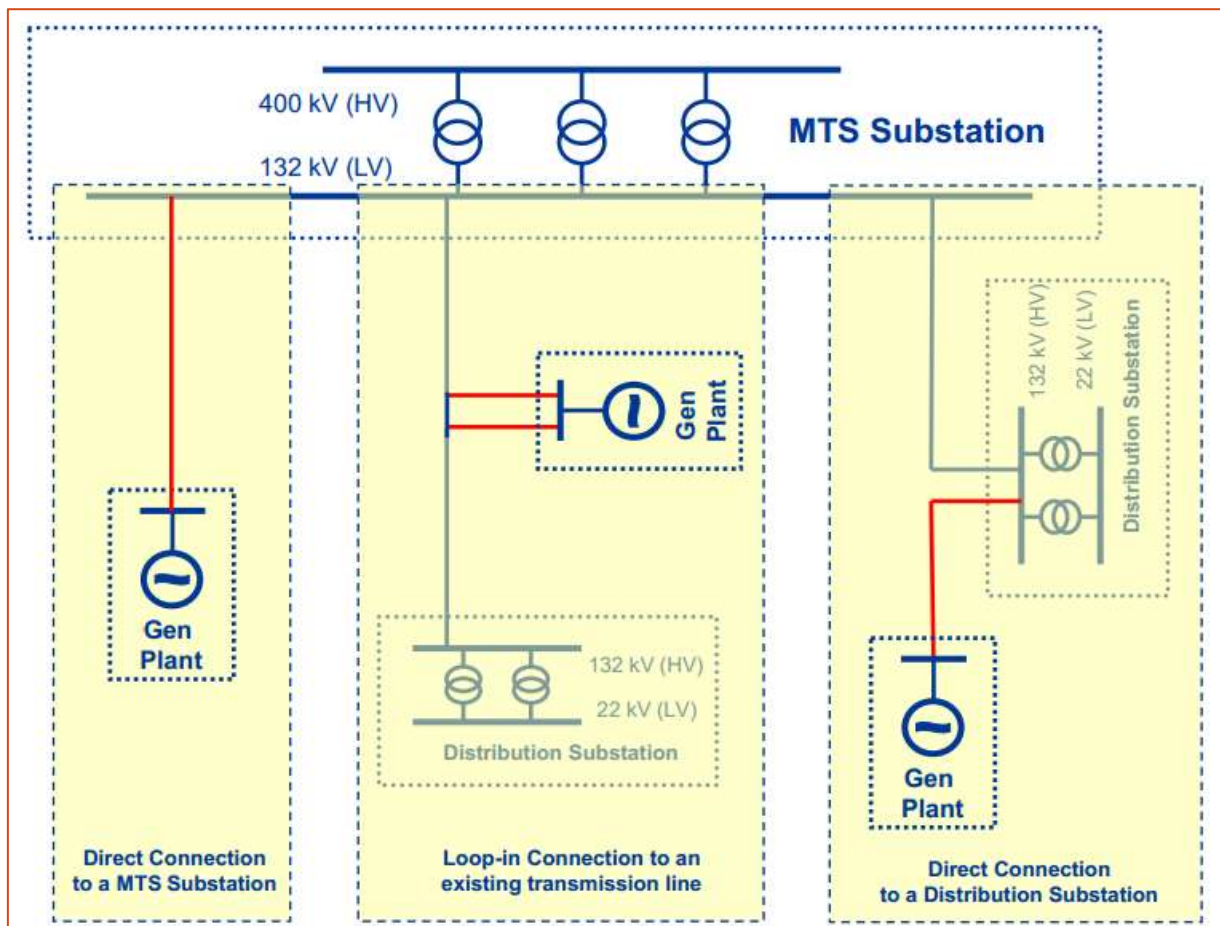 400 kV (HV)
MTS Substation
132 kV (LV)
Gen
Plant
Direct Connection
to a MTS Substation
Gen
Plant
132 kV (HV)
22 kV (LV)
Distribution Substation
Loop-in Connection to an
existing transmission line
132 kV (HV)
22 kV (LV)
Distribution Substation
Gen
Plant
Direct Connection
to a Distribution Substation